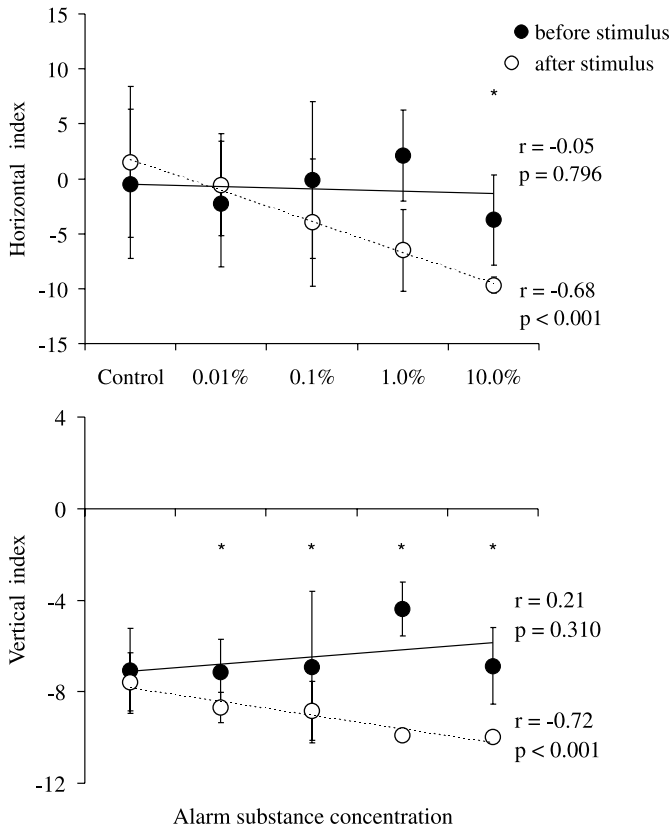 15
before stimulus
after stimulus
10
*
5
r = -0.05
0
p = 0.796
Horizontal index
-5
-10
r = -0.68
p < 0.001
-15
Control 0.01% 0.1% 1.0% 10.0%
4
0
* * * *
-4
r = 0.21
p = 0.310
Vertical index
-8
r = -0.72
p < 0.001
-12
Alarm substance concentration